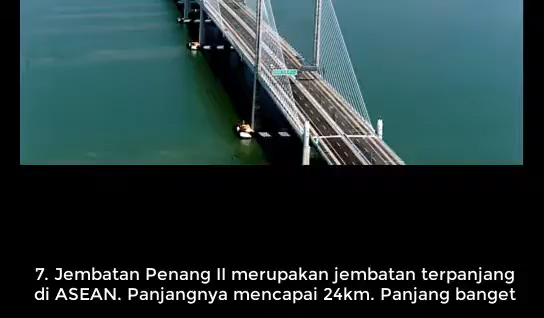 7. Jembatan Penang II merupakan jembatan terpanjang
di ASEAN. Panjangnya mencapai 24km. Panjang banget